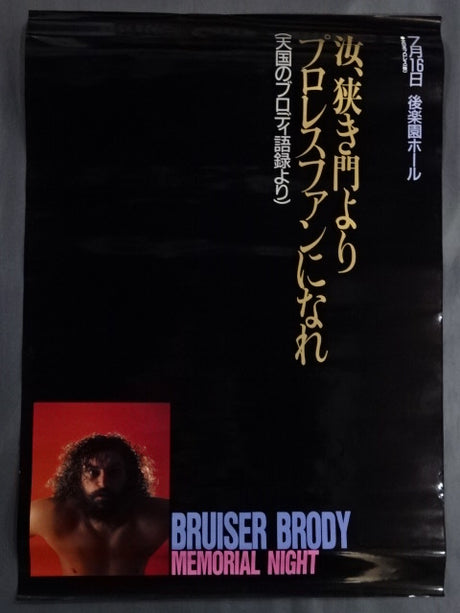 7月16日 後楽園ホール
汝、狭き門より
プロレスファンになれ
(天国のブロディ語録より)
BRUISER BRODY
MEMORIAL NIGHT